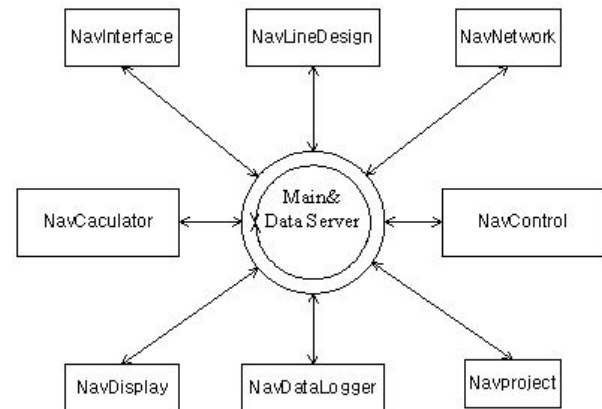 NavInterface
NavLineDesign
NavNetwork
Main&
Data Server
NavCaculator
NavControl
NavDisplay
NavDataLogger
Navproject